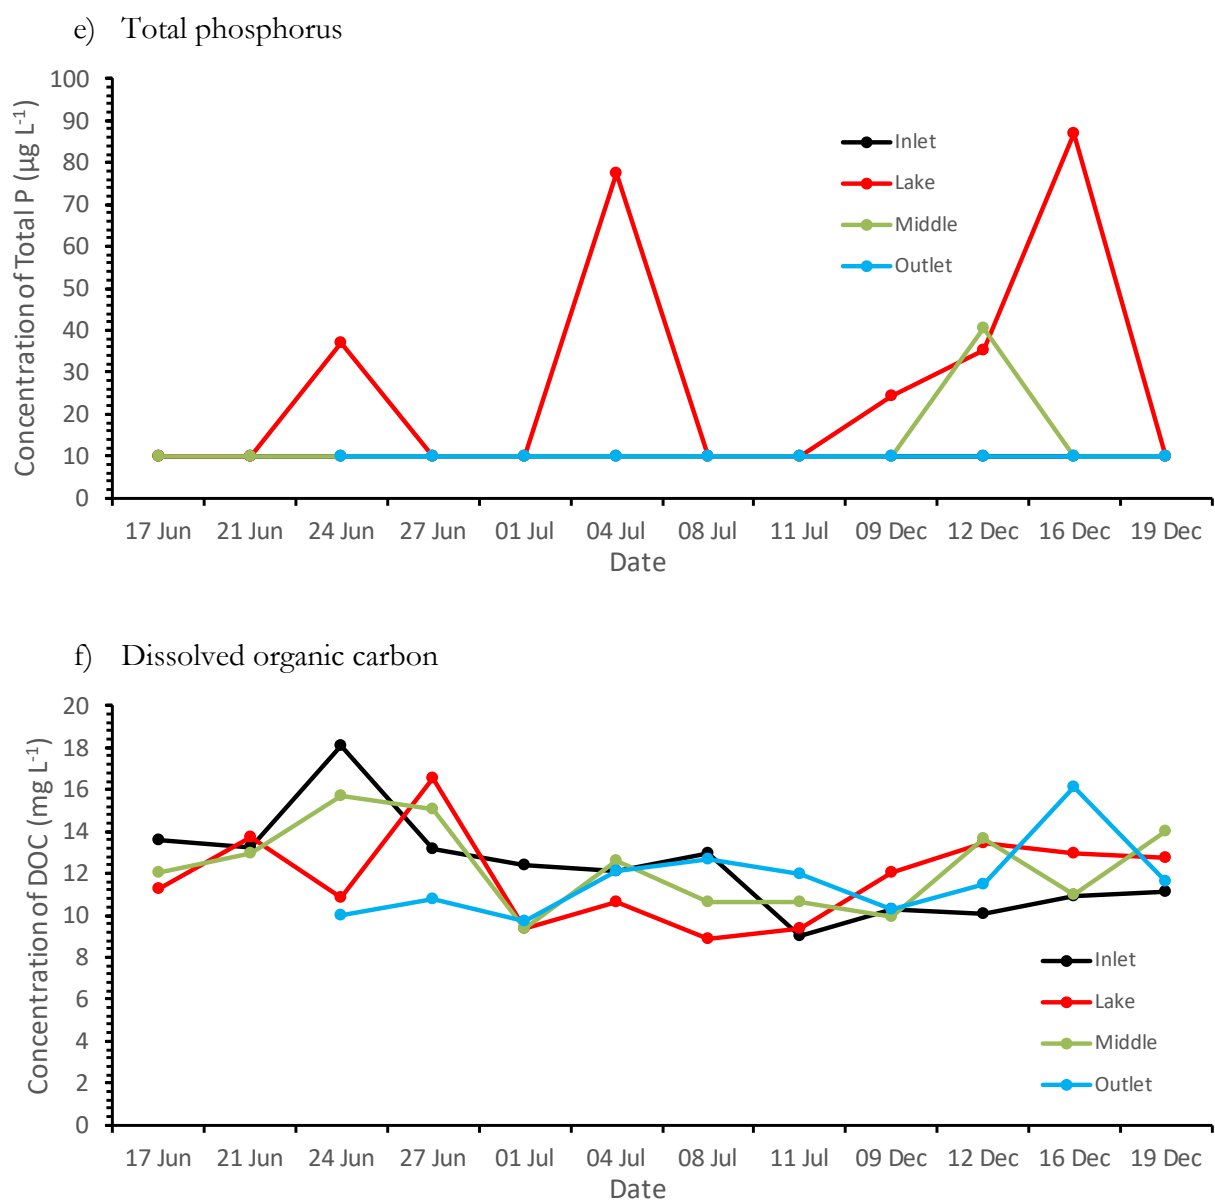 e) Total phosphorus
Concentration of Total P (µg L-1)
100
90
80
70
60
50
40
30
20
10
0
Inlet
Lake
Middle
Outlet
17 Jun 21 Jun 24 Jun 27 Jun 01 Jul 04 Jul 08 Jul 11 Jul 09 Dec 12 Dec 16 Dec 19 Dec
Date
f) Dissolved organic carbon
Concentration of DOC (mg L-1)
20
18
16
14
12
10
8
6
4
2
0
Inlet
Lake
Middle
Outlet
17 Jun 21 Jun 24 Jun 27 Jun 01 Jul 04 Jul 08 Jul 11 Jul 09 Dec 12 Dec 16 Dec 19 Dec
Date